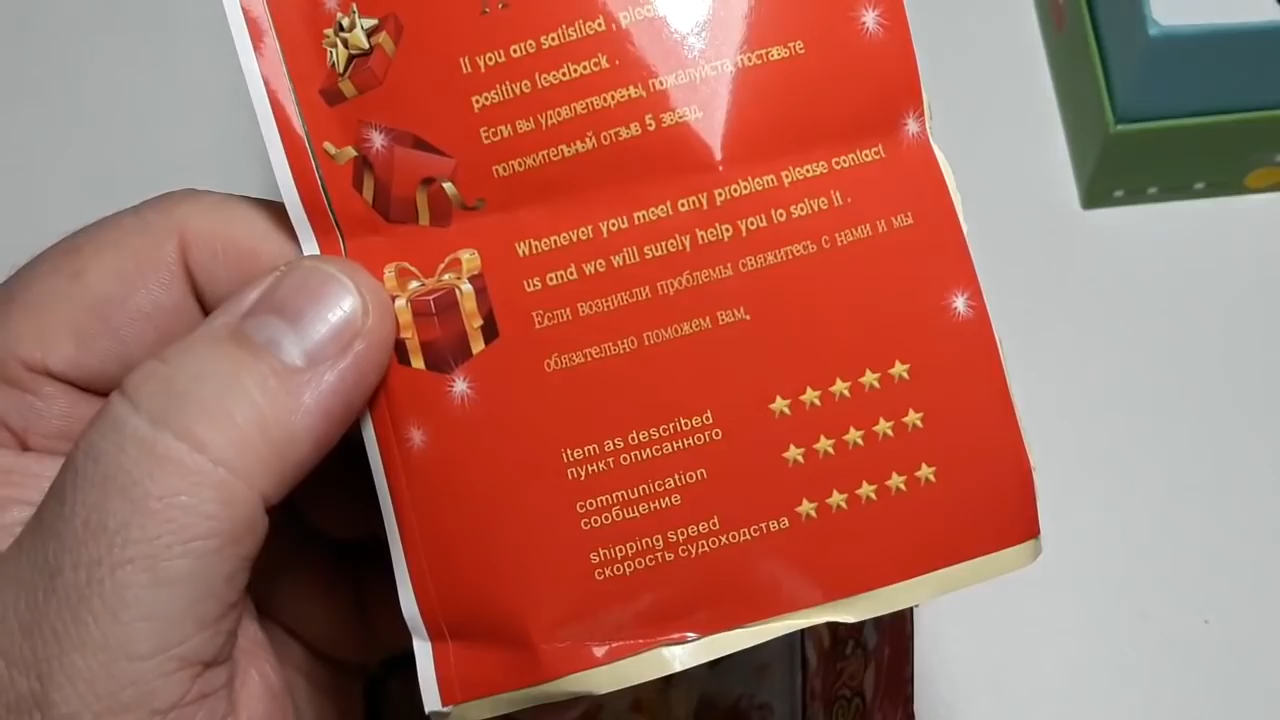 If you are satisfied ,
positive feedback .
Если вы удовлетворены, пожалуйста, поставьте
положительный отзыв 5 звезд.
Whenever you meet any problem please contact
us and we will surely help you to solve it .
Если возникли проблемы свяжитесь с нами и мы
обязательно поможем вам.
item as described
пункт описанного
communication
сообщение
shipping speed
скорость судоходства